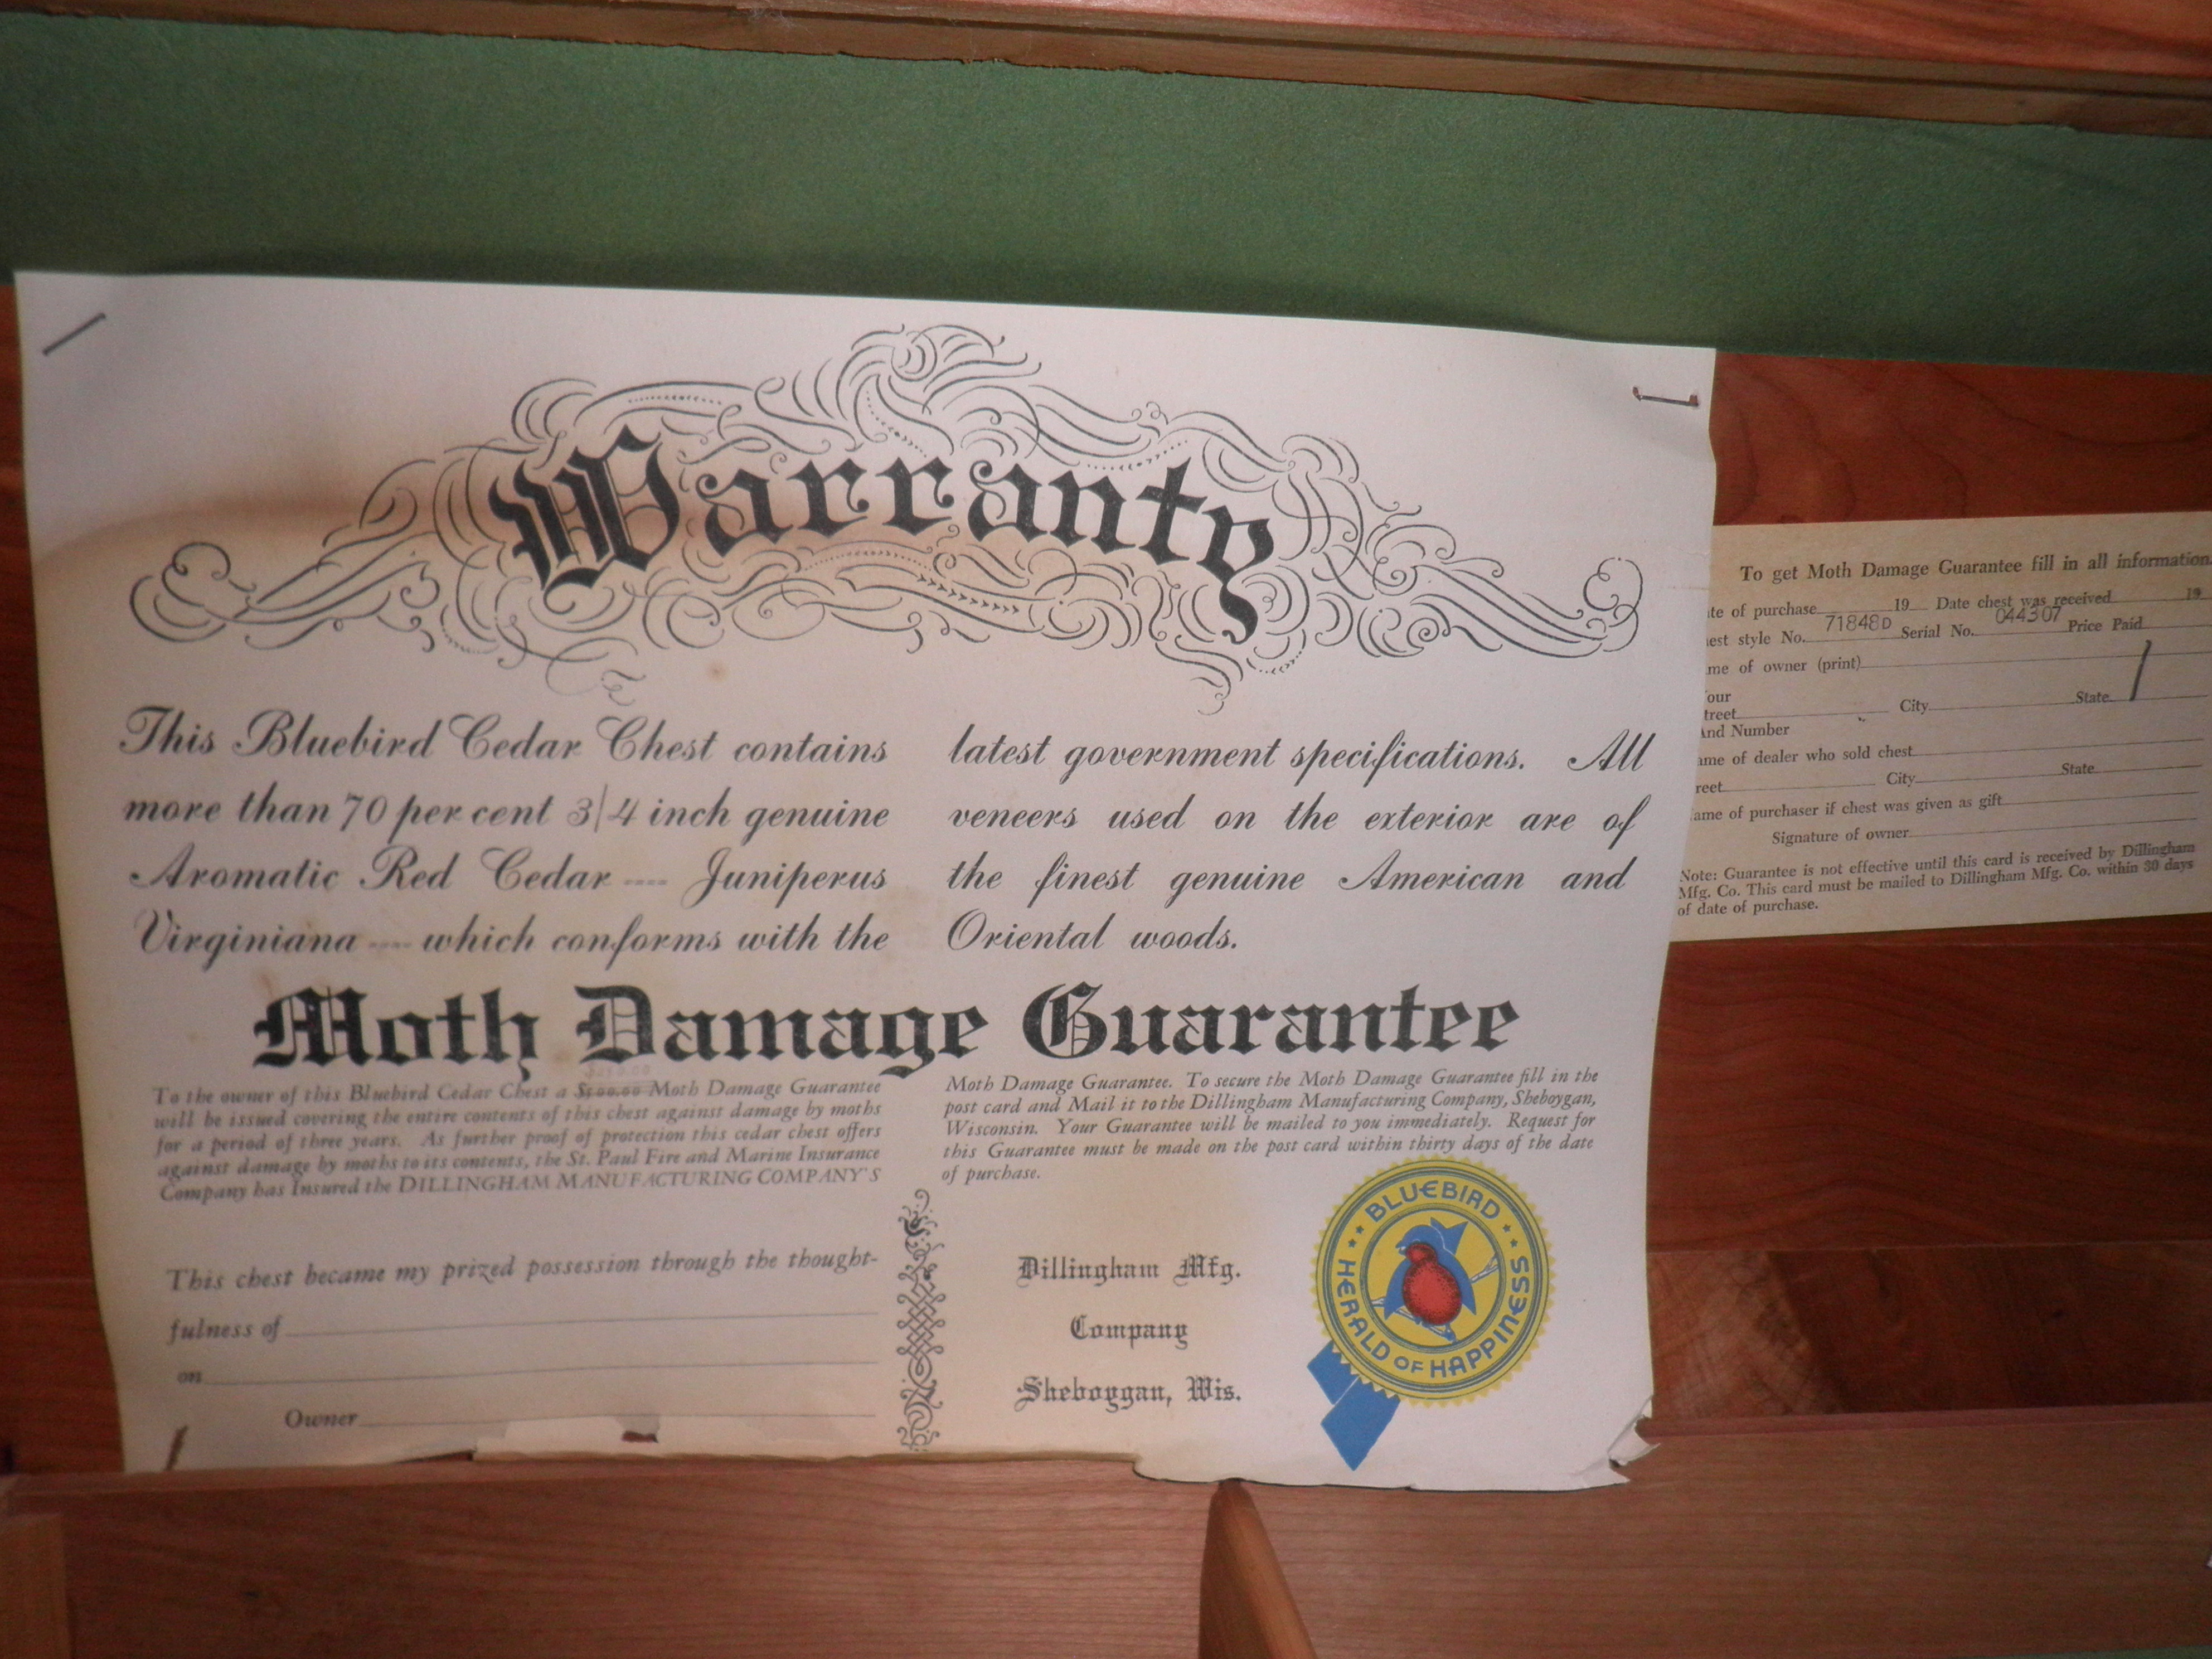 Warranty
This Bluebird Cedar Chest contains
more than 70 per cent 3/4 inch genuine
Aromatic Red Cedar ---- Juniperus
Virginiana ---- which conforms with the
latest government specifications. All
veneers used on the exterior are of
the finest genuine American and
Oriental woods.
Moth Damage Guarantee
To the owner of this Bluebird Cedar Chest a Moth Damage Guarantee
will be issued covering the entire contents of this chest against damage by moths
for a period of three years. As further proof of protection this cedar chest offers
against damage by moths to its contents, the St. Paul Fire and Marine Insurance
Company has Insured the DILLINGHAM MANUFACTURING COMPANY'S
Moth Damage Guarantee. To secure the Moth Damage Guarantee fill in the
post card and Mail it to the Dillingham Manufacturing Company, Sheboygan,
Wisconsin. Your Guarantee will be mailed to you immediately. Request for
this Guarantee must be made on the post card within thirty days of the date
of purchase.
This chest became my prized possession through the thought-
fulness of
on
Owner
Dillingham Mfg.
Company
Sheboygan, Wis.
BLUEBIRD
HERALD OF HAPPINESS
To get Moth Damage Guarantee fill in all information.
te of purchase 19 Date chest was received 19
est style No. 71848D Serial No. 044307 Price Paid
me of owner (print)
our
treet City State
And Number
ame of dealer who sold chest
reet City State
ame of purchaser if chest was given as gift
Signature of owner
Note: Guarantee is not effective until this card is received by Dillingham
Mfg. Co. This card must be mailed to Dillingham Mfg. Co. within 30 days
of date of purchase.